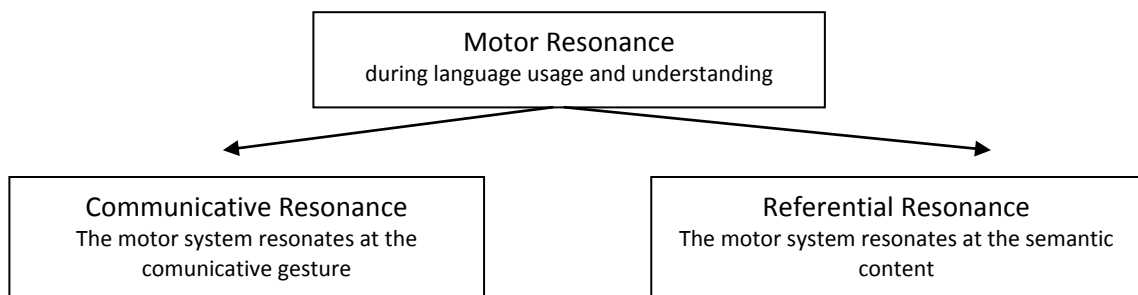 Motor Resonance
during language usage and understanding
Communicative Resonance
The motor system resonates at the
comunicative gesture
Referential Resonance
The motor system resonates at the semantic
content